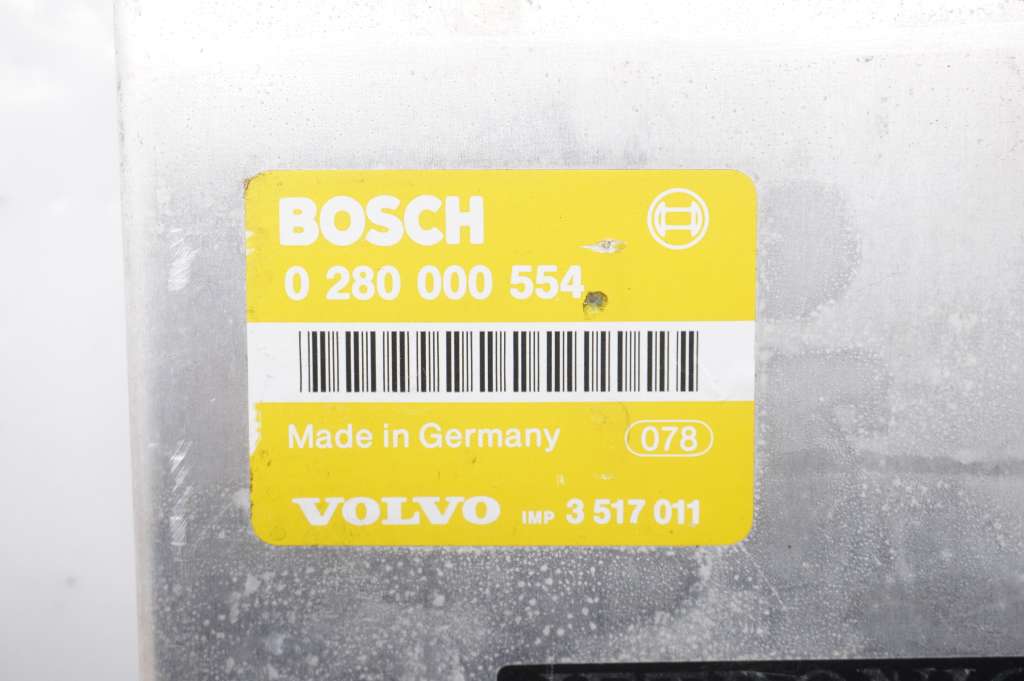 BOSCH
0 280 000 554
Made in Germany 078
VOLVO IMP 3 517 011